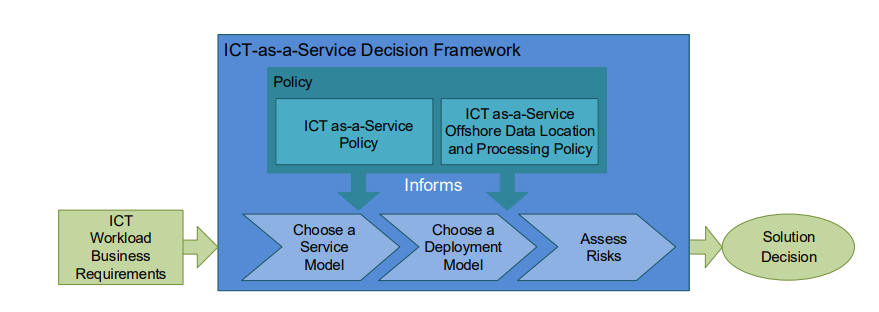 ICT-as-a-Service Decision Framework
Policy
ICT as-a-Service
Policy
ICT as-a-Service
Offshore Data Location
and Processing Policy
Informs
ICT
Workload
Business
Requirements
Choose a
Service
Model
Choose a
Deployment
Model
Assess
Risks
Solution
Decision